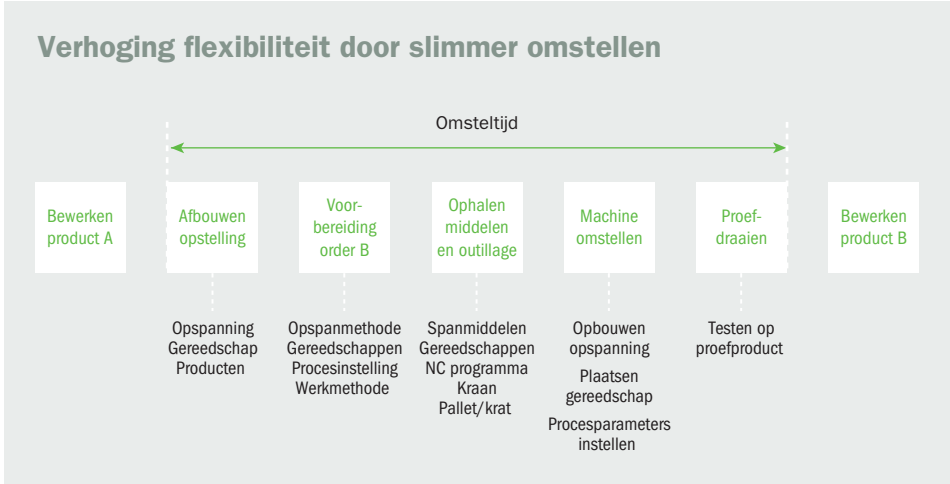 Verhoging flexibiliteit door slimmer omstellen
Omsteltijd
Bewerken
product A
Afbouwen
opstelling
Voor-
bereiding
order B
Ophalen
middelen
en outillage
Machine
omstellen
Proef-
draaien
Bewerken
product B
Opspanning
Gereedschap
Producten
Opspanmethode
Gereedschappen
Procesinstelling
Werkmethode
Spanmiddelen
Gereedschappen
NC programma
Kraan
Pallet/krat
Opbouwen
opspanning
Plaatsen
gereedschap
Procesparameters
instellen
Testen op
proefproduct